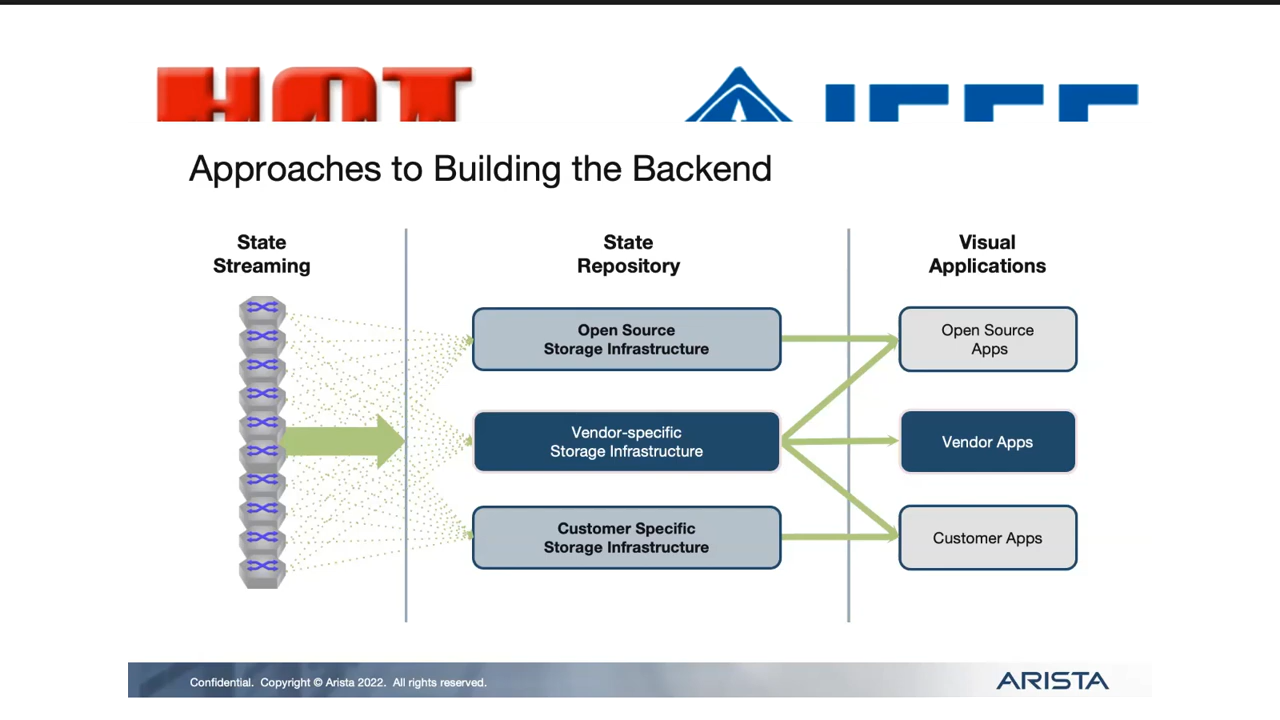 HOT
IEEE
Approaches to Building the Backend
State
Streaming
State
Repository
Visual
Applications
Open Source
Storage Infrastructure
Open Source
Apps
Vendor-specific
Storage Infrastructure
Vendor Apps
Customer Specific
Storage Infrastructure
Customer Apps
Confidential. Copyright © Arista 2022. All rights reserved.
ARISTA